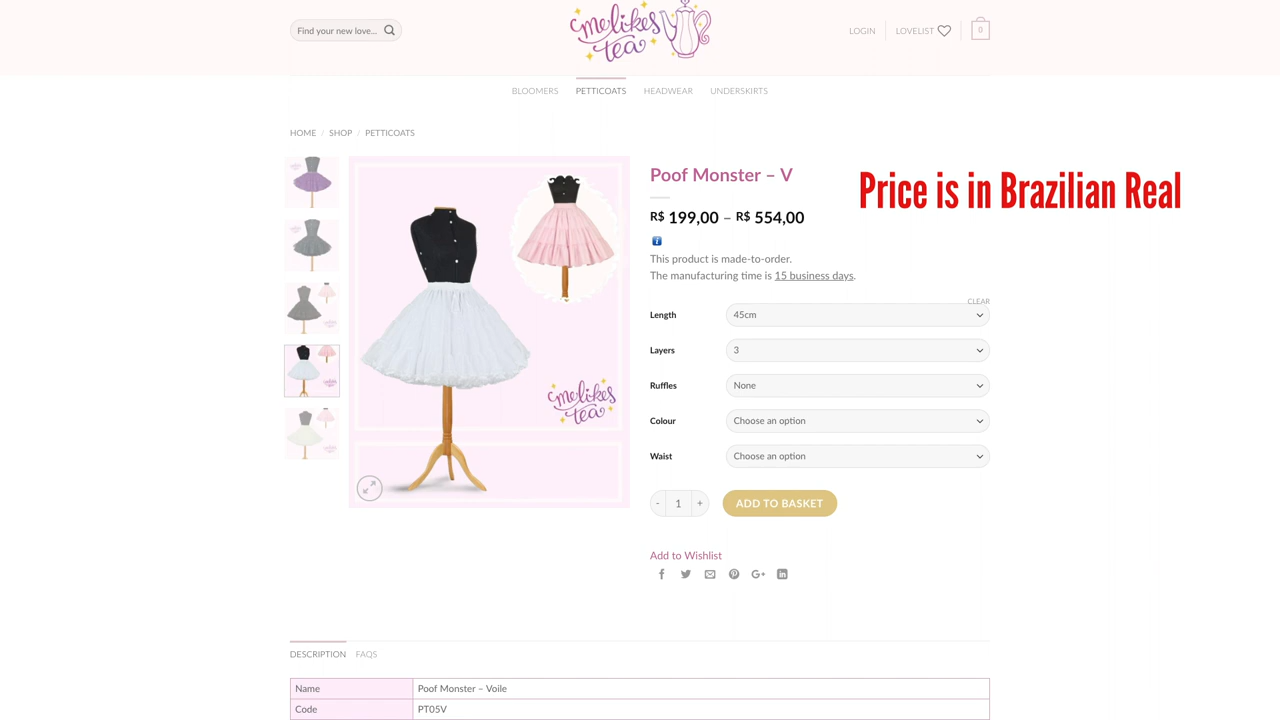 Find your new love...
melikes
tea
LOGIN
LOVELIST
0
BLOOMERS
PETTICOATS
HEADWEAR
UNDERSKIRTS
HOME / SHOP / PETTICOATS
Poof Monster – V
Price is in Brazilian Real
R$ 199,00 – R$ 554,00
This product is made-to-order.
The manufacturing time is 15 business days.
CLEAR
Length 45cm
Layers 3
Ruffles None
Colour Choose an option
Waist Choose an option
melikes
tea
- 1 +
ADD TO BASKET
Add to Wishlist
DESCRIPTION
FAQS
Name Poof Monster – Voile
Code PT05V